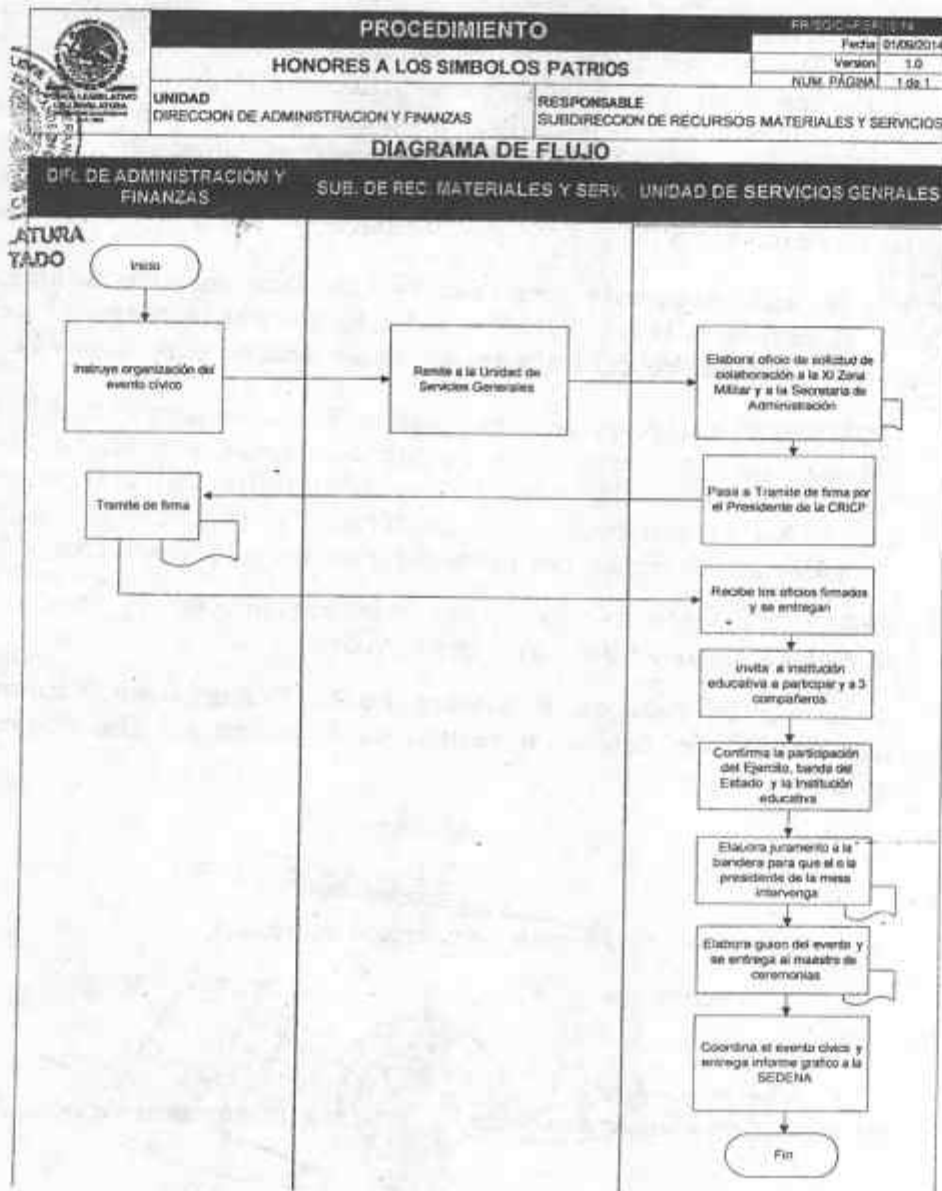 PROCEDIMIENTO
HONORES A LOS SIMBOLOS PATRIOS
Fecha 01/09/2014
Version 1.0
NUM. PÁGINA 1 de 1
LEGISLATIVO
UNIDAD
DIRECCION DE ADMINISTRACION Y FINANZAS
RESPONSABLE
SUBDIRECCION DE RECURSOS MATERIALES Y SERVICIOS
DIAGRAMA DE FLUJO
DE ADMINISTRACIÓN Y
FINANZAS
SUB. DE REC. MATERIALES Y SERV.
UNIDAD DE SERVICIOS GENRALES
ATURA
TADO
Inicio
Instruye organización del
evento cívico
Remite a la Unidad de
Servicios Generales
Elabora oficio de solicitud de
colaboración a la XI Zona
Militar y a la Secretaria de
Administración
Pasa a Tramite de firma por
el Presidente de la CRICP
Tramite de firma
Recibe los oficios firmados
y se entregan
Invita a institución
educativa a participar y a 3
compañeros
Confirma la participación
del Ejercito, banda del
Estado y la Institución
educativa
Elabora juramento a la
bandera para que el o la
presidente de la mesa
intervenga
Elabora guion del evento y
se entrega al maestro de
ceremonias
Coordina el evento cívico y
entrega informe grafico a la
SEDENA
Fin